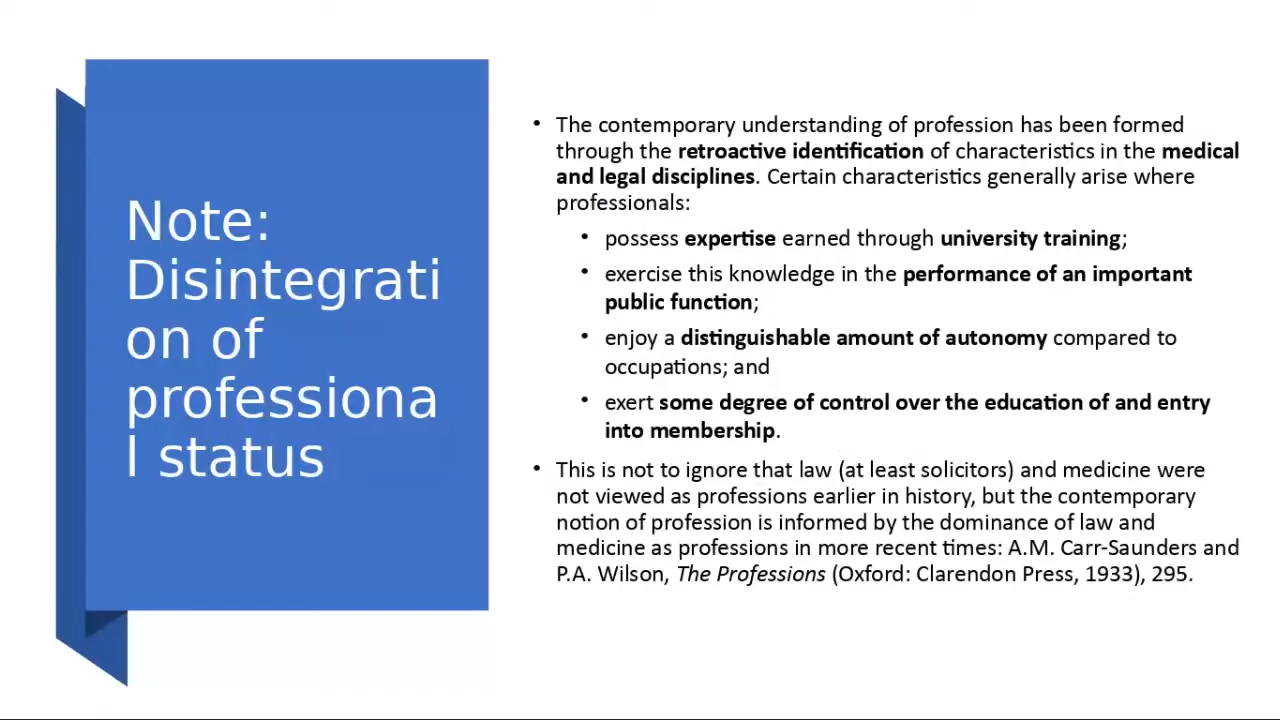 Note:
Disintegrati
on of
professiona
l status
• The contemporary understanding of profession has been formed
through the retroactive identification of characteristics in the medical
and legal disciplines. Certain characteristics generally arise where
professionals:
• possess expertise earned through university training;
• exercise this knowledge in the performance of an important
public function;
• enjoy a distinguishable amount of autonomy compared to
occupations; and
• exert some degree of control over the education of and entry
into membership.
• This is not to ignore that law (at least solicitors) and medicine were
not viewed as professions earlier in history, but the contemporary
notion of profession is informed by the dominance of law and
medicine as professions in more recent times: A.M. Carr-Saunders and
P.A. Wilson, The Professions (Oxford: Clarendon Press, 1933), 295.